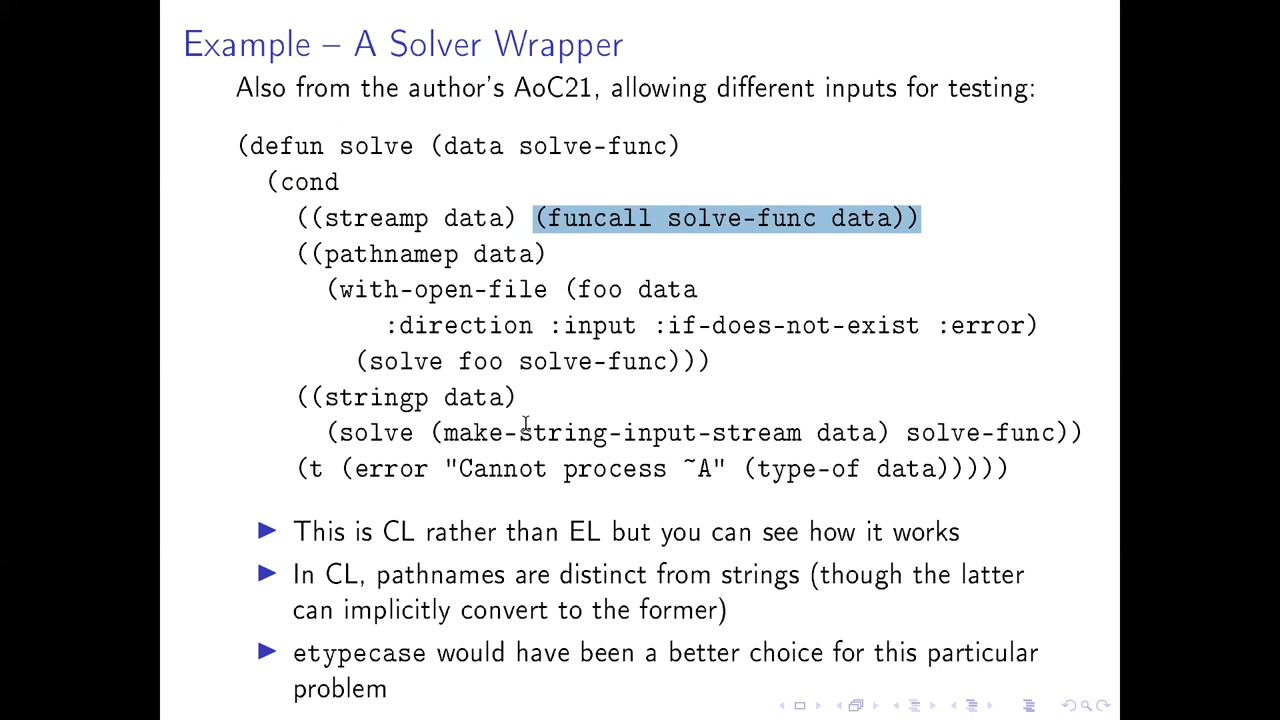 Example – A Solver Wrapper
Also from the author's AoC21, allowing different inputs for testing:
(defun solve (data solve-func)
(cond
((streamp data) (funcall solve-func data))
((pathnamep data)
(with-open-file (foo data
:direction :input :if-does-not-exist :error)
(solve foo solve-func)))
((stringp data)
(solve (make-string-input-stream data) solve-func))
(t (error "Cannot process ~A" (type-of data)))))
This is CL rather than EL but you can see how it works
In CL, pathnames are distinct from strings (though the latter
can implicitly convert to the former)
etypecase would have been a better choice for this particular
problem